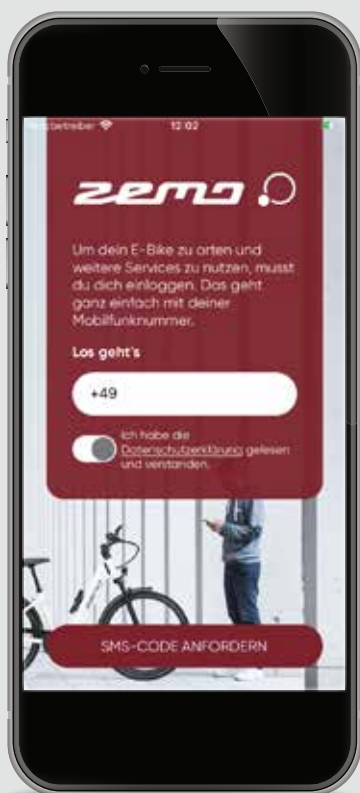 12:02
zemo
Um dein E-Bike zu orten und
weitere Services zu nutzen, musst
du dich einloggen. Das geht
ganz einfach mit deiner
Mobilfunknummer.
Los geht's
+49
Ich habe die
Datenschutzerklärung gelesen
und verstanden.
SMS-CODE ANFORDERN